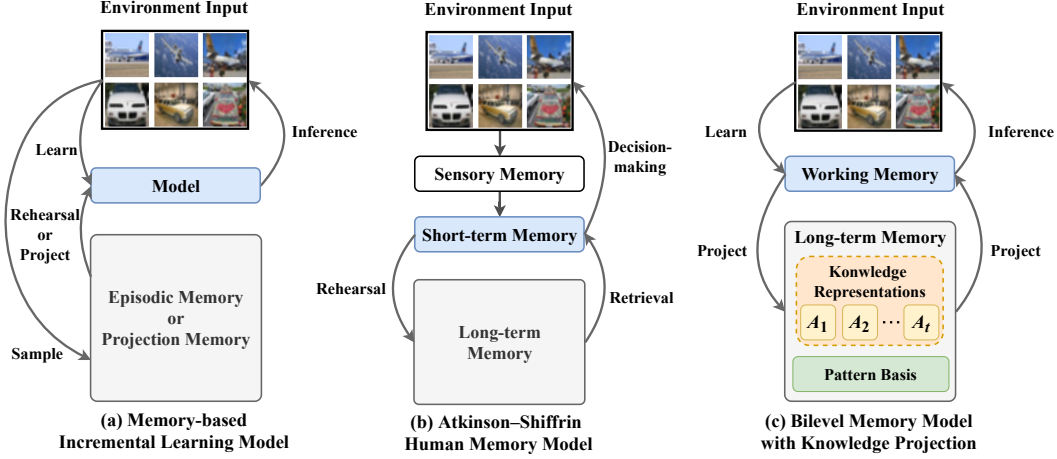 Environment Input
Learn
Inference
Model
Rehearsal
or
Project
Episodic Memory
or
Projection Memory
Sample
(a) Memory-based
Incremental Learning Model
Environment Input
Sensory Memory
Decision-
making
Short-term Memory
Rehearsal
Retrieval
Long-term
Memory
(b) Atkinson–Shiffrin
Human Memory Model
Environment Input
Learn
Inference
Working Memory
Project
Project
Long-term Memory
Konwledge
Representations
A1 A2 ··· At
Pattern Basis
(c) Bilevel Memory Model
with Knowledge Projection